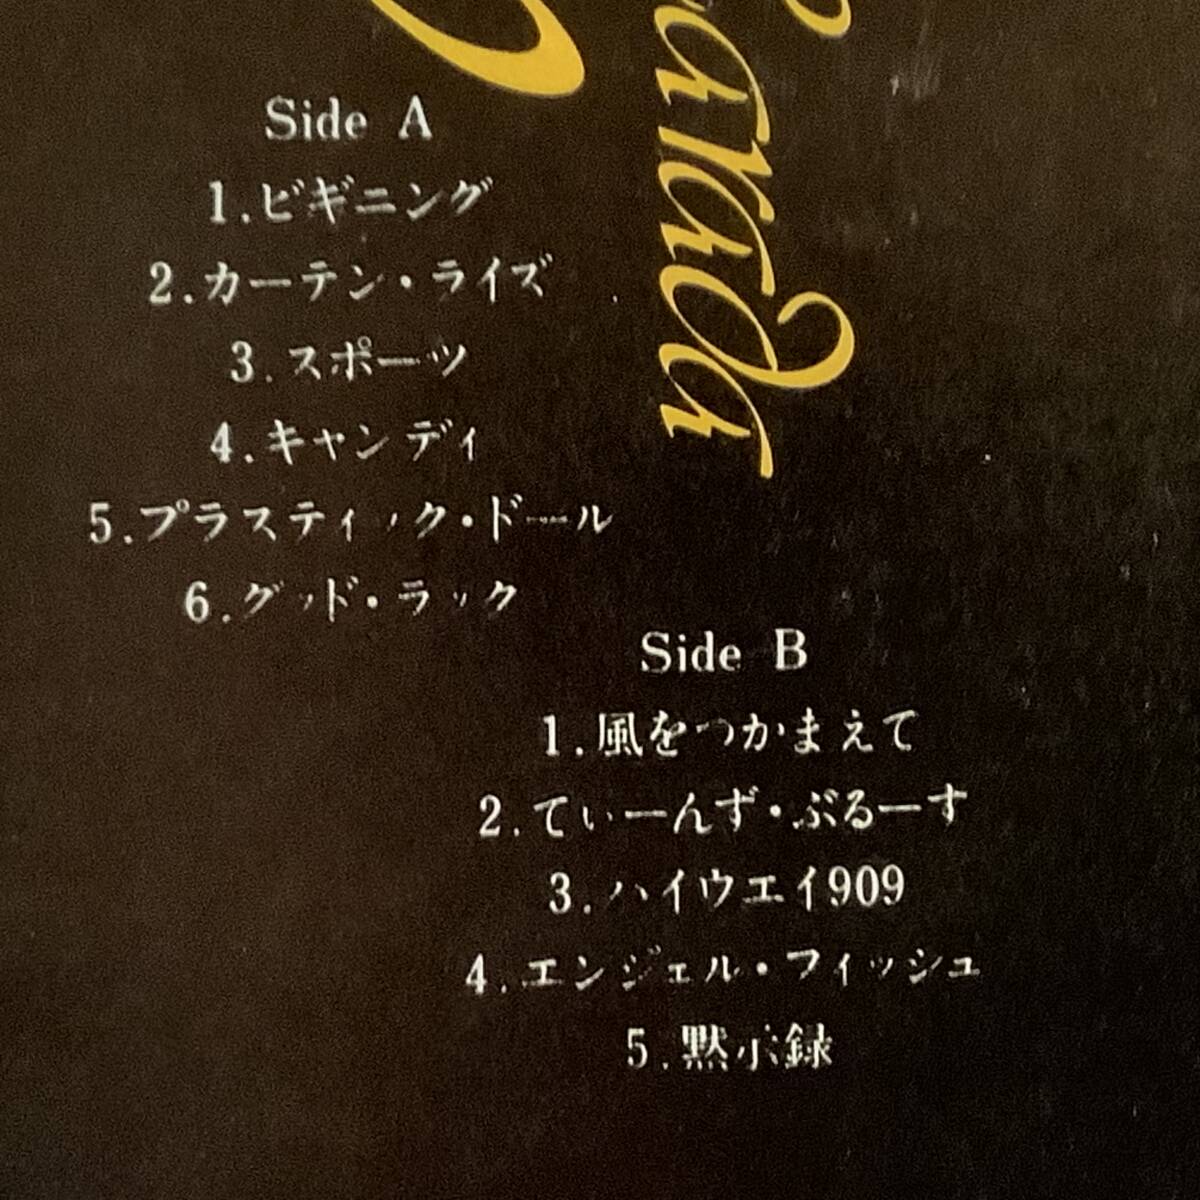 Side A
1.ビギニング
2.カーテン・ライズ
3.スポーツ
4.キャンディ
5.プラスティック・ドール
6.グッド・ラック
Side B
1.風をつかまえて
2.てぃーんず・ぶるーす
3.ハイウエイ909
4.エンジェル・フィッシュ
5.黙示録